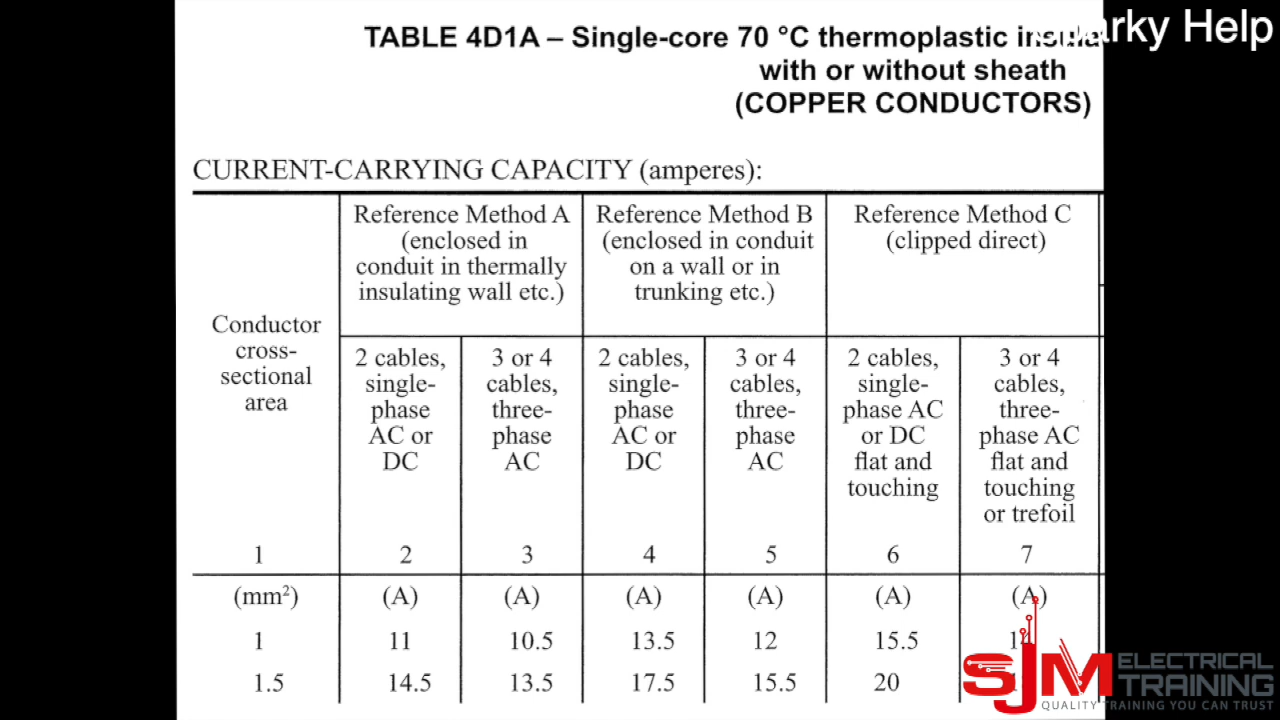 Sparky Help
TABLE 4D1A – Single-core 70 °C thermoplastic
with or without sheath
(COPPER CONDUCTORS)
CURRENT-CARRYING CAPACITY (amperes):
Conductor
cross-
sectional
area
Reference Method A
(enclosed in
conduit in thermally
insulating wall etc.)
Reference Method B
(enclosed in conduit
on a wall or in
trunking etc.)
Reference Method C
(clipped direct)
2 cables,
single-
phase
AC or
DC
3 or 4
cables,
three-
phase
AC
2 cables,
single-
phase
AC or
DC
3 or 4
cables,
three-
phase
AC
2 cables,
single-
phase AC
or DC
flat and
touching
3 or 4
cables,
three-
phase AC
flat and
touching
or trefoil
1 2 3 4 5 6 7
(mm²) (A) (A) (A) (A) (A) (A)
1 11 10.5 13.5 12 15.5
1.5 14.5 13.5 17.5 15.5 20
SJM ELECTRICAL
TRAINING
QUALITY TRAINING YOU CAN TRUST